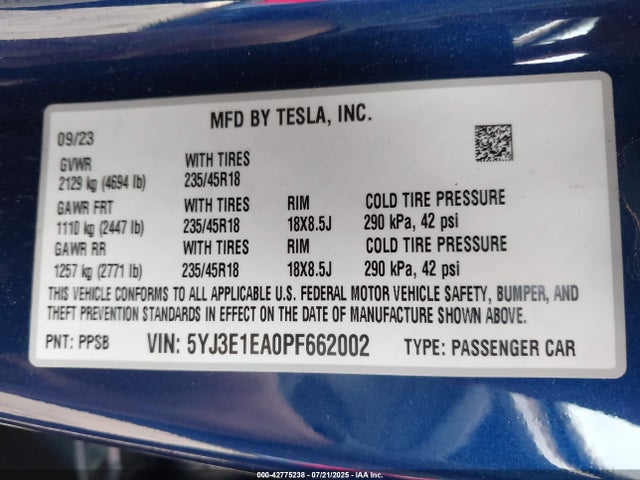 MFD BY TESLA, INC.
09/23
GVWR WITH TIRES
2129 kg (4694 lb) 235/45R18
GAWR FRT WITH TIRES RIM COLD TIRE PRESSURE
1110 kg (2447 lb) 235/45R18 18X8.5J 290 kPa, 42 psi
GAWR RR WITH TIRES RIM COLD TIRE PRESSURE
1257 kg (2771 lb) 235/45R18 18X8.5J 290 kPa, 42 psi
THIS VEHICLE CONFORMS TO ALL APPLICABLE U.S. FEDERAL MOTOR VEHICLE SAFETY, BUMPER, AND
THEFT PREVENTION STANDARDS IN EFFECT ON THE DATE OF MANUFACTURE SHOWN ABOVE.
PNT: PPSB VIN: 5YJ3E1EA0PF662002 TYPE: PASSENGER CAR
000-42775238 - 07/21/2025 - IAA Inc.